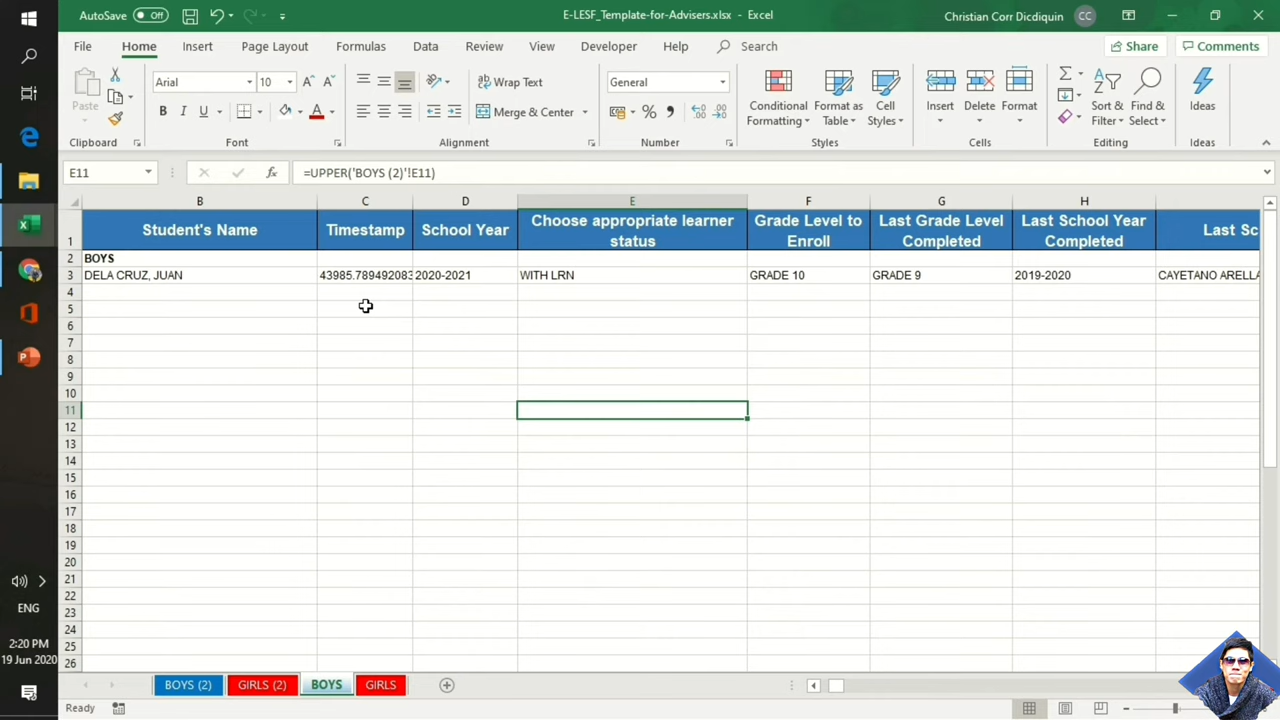 AutoSave Off
E-LESF_Template-for-Advisers.xlsx - Excel
Christian Corr Dicdiquin CC
File Home Insert Page Layout Formulas Data Review View Developer Help Search Share Comments
Paste
Arial 10
Wrap Text
General
B I U
Merge & Center
Conditional Formatting
Format as Table
Cell Styles
Insert Delete Format
Sort & Filter
Find & Select
Ideas
Clipboard Font Alignment Number Styles Cells Editing Ideas
E11 =UPPER('BOYS (2)'!E11)
B C D E F G H
1 Student's Name Timestamp School Year Choose appropriate learner status Grade Level to Enroll Last Grade Level Completed Last School Year Completed Last Sc
2 BOYS
3 DELA CRUZ, JUAN 43985.789492083 2020-2021 WITH LRN GRADE 10 GRADE 9 2019-2020 CAYETANO ARELLA
4
5
6
7
8
9
10
11
12
13
14
15
16
17
18
19
20
21
22
23
24
25
26
ENG
2:20 PM
19 Jun 2020
BOYS (2) GIRLS (2) BOYS GIRLS
Ready